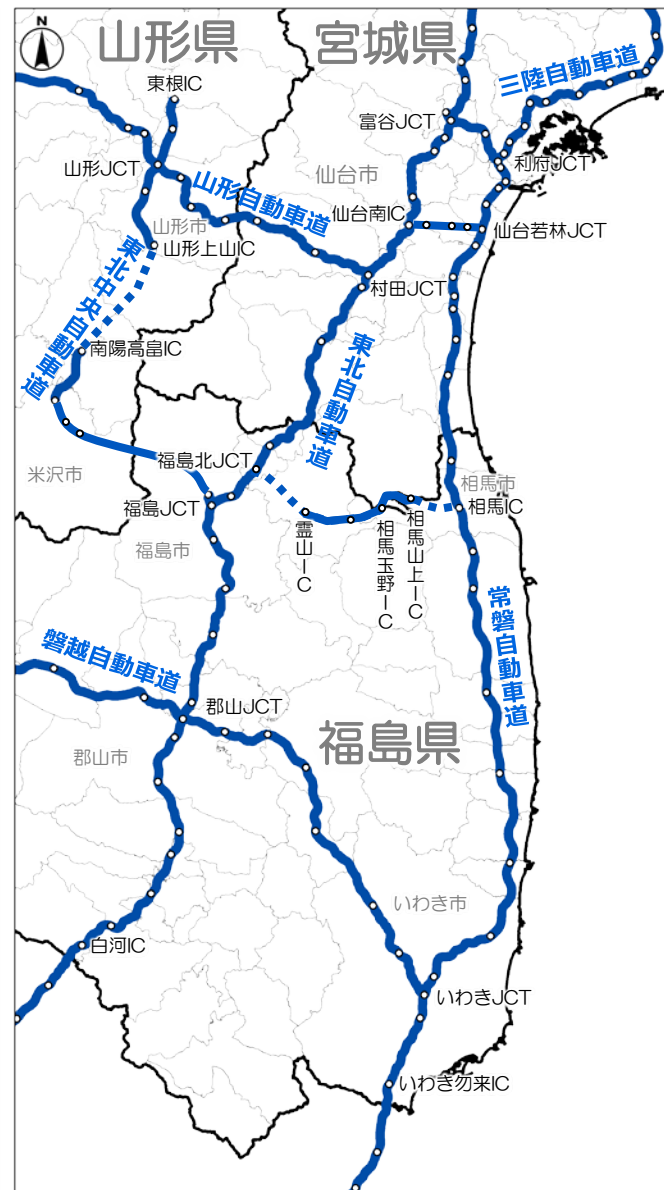 N
山形県
宮城県
三陸自動車道
東根IC
富谷JCT
山形JCT
利府JCT
仙台市
山形自動車道
仙台南IC
山形市
仙台若林JCT
山形上山IC
東北中央自動車道
村田JCT
南陽高畠IC
東北自動車道
福島北JCT
米沢市
相馬市
福島JCT
相馬IC
霊山IC
相馬玉野IC
相馬山上IC
福島市
常磐自動車道
磐越自動車道
郡山JCT
福島県
郡山市
いわき市
白河IC
いわきJCT
いわき勿来IC